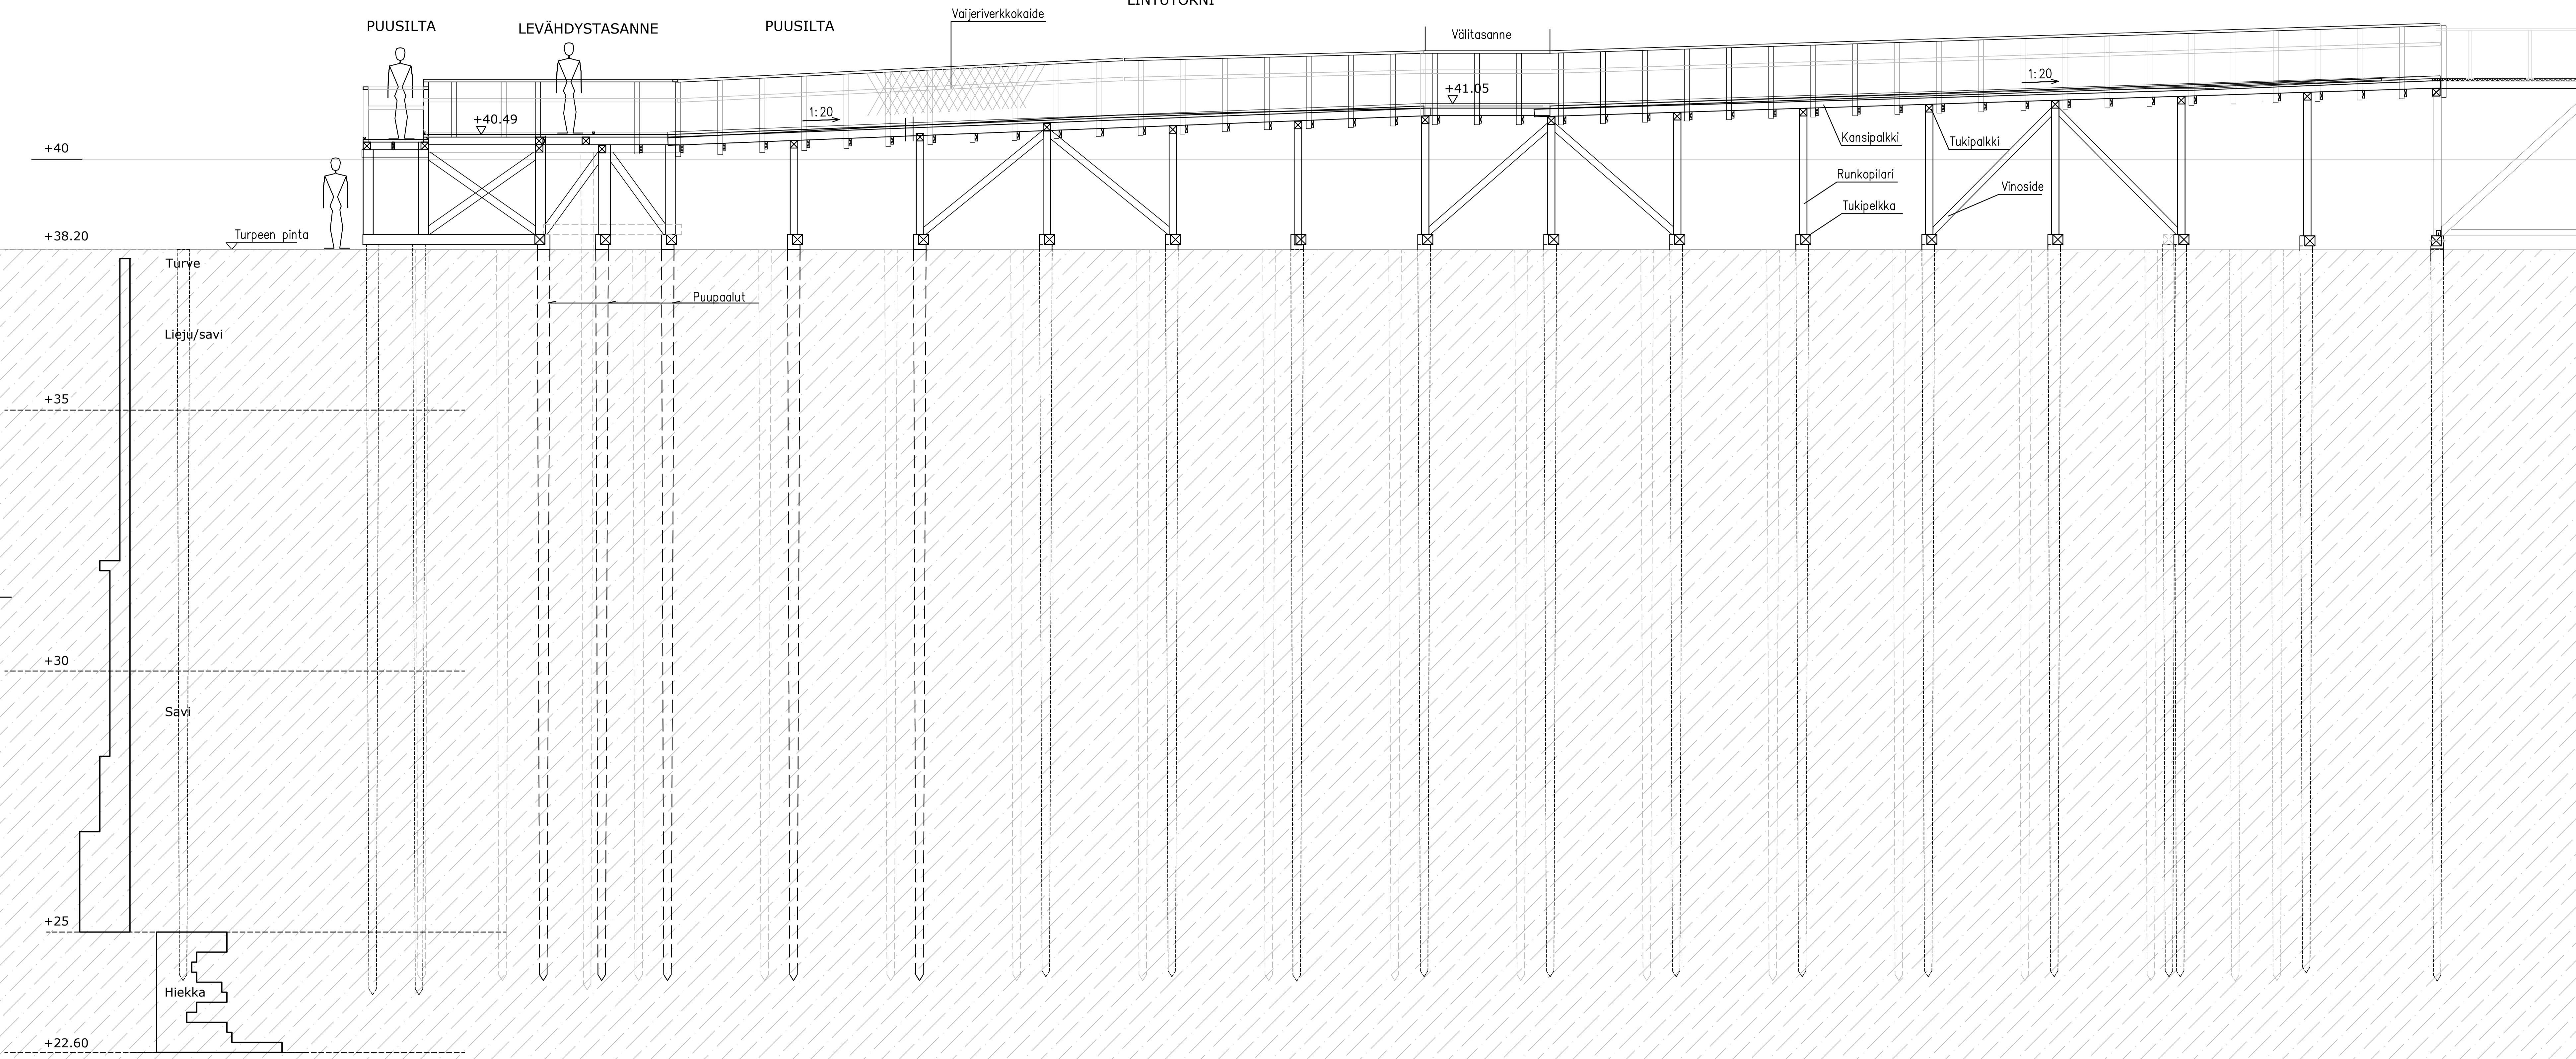 LINTUTORNI
PUUSILTA
LEVÄHDYSTASANNE
PUUSILTA
Vaijeriverkkokaide
Välitasanne
+40.49
1:20
+41.05
1:20
+40
Kansipalkki
Tukipalkki
Runkopilari
Vinoside
Tukipelkka
+38.20
Turpeen pinta
Turve
Puupaalut
Lieju/savi
+35
+30
Savi
+25
Hiekka
+22.60